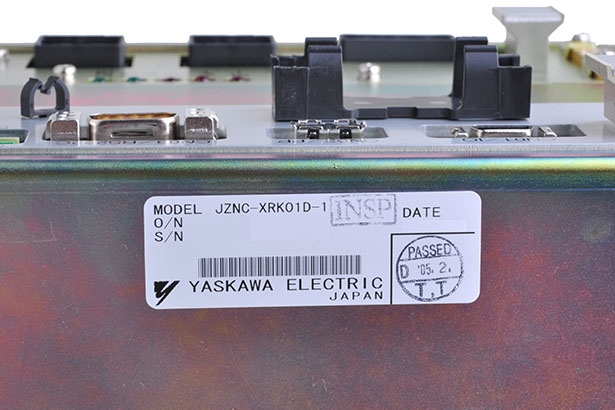 MODEL JZNC-XRK01D-1 INSP DATE
O/N
S/N
PASSED
D '05. 2.
T.T
YASKAWA ELECTRIC
JAPAN